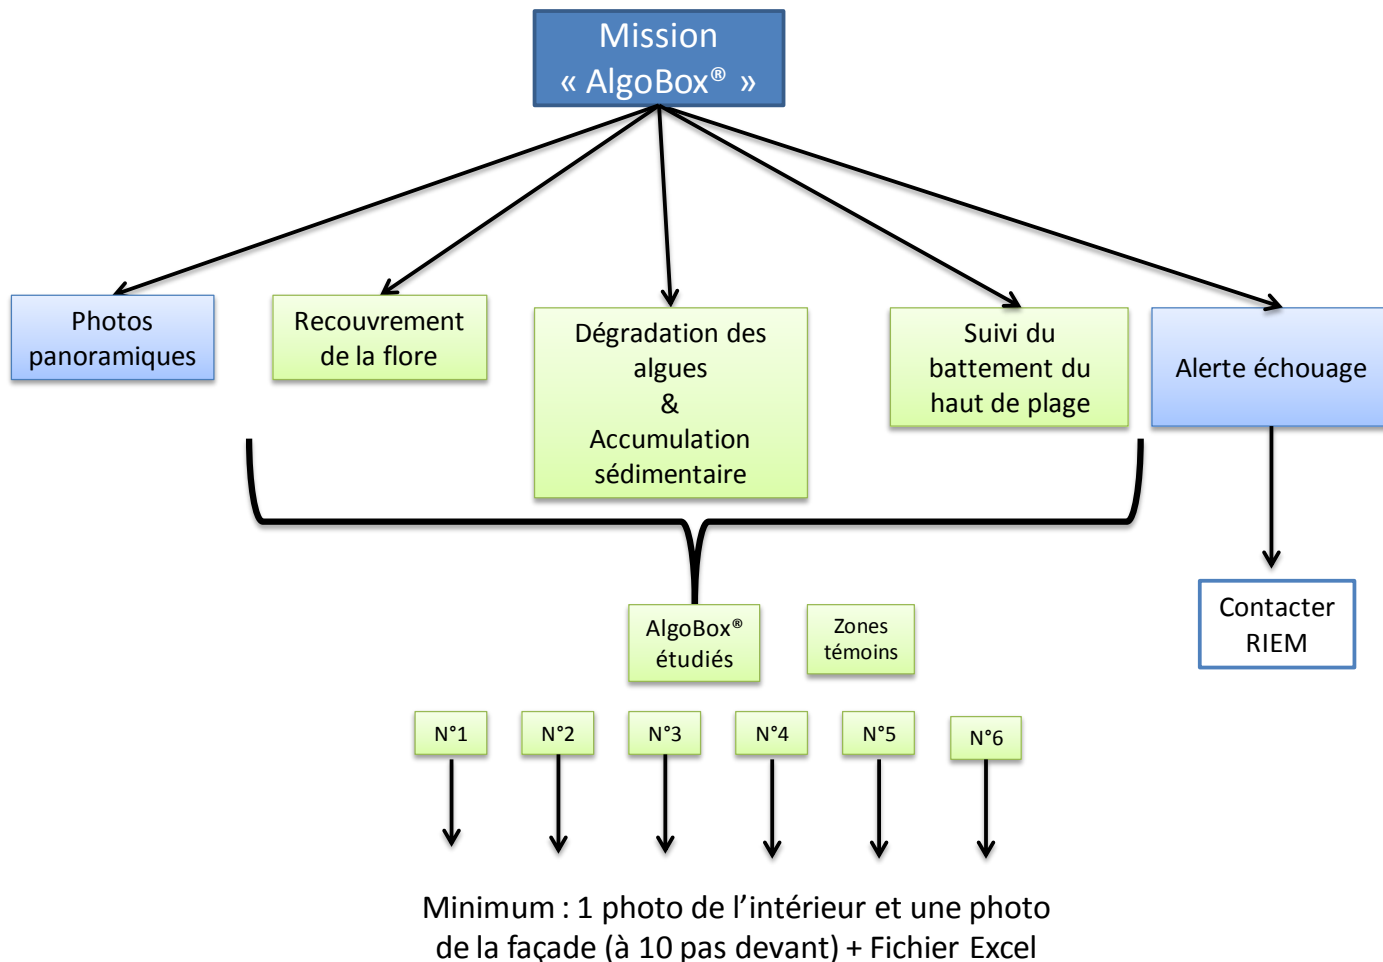 Mission
« AlgoBox® »
Photos
panoramiques
Recouvrement
de la flore
Dégradation des
algues
&
Accumulation
sédimentaire
Suivi du
battement du
haut de plage
Alerte échouage
Contacter
RIEM
AlgoBox®
étudiés
Zones
témoins
N°1
N°2
N°3
N°4
N°5
N°6
Minimum : 1 photo de l’intérieur et une photo
de la façade (à 10 pas devant) + Fichier Excel